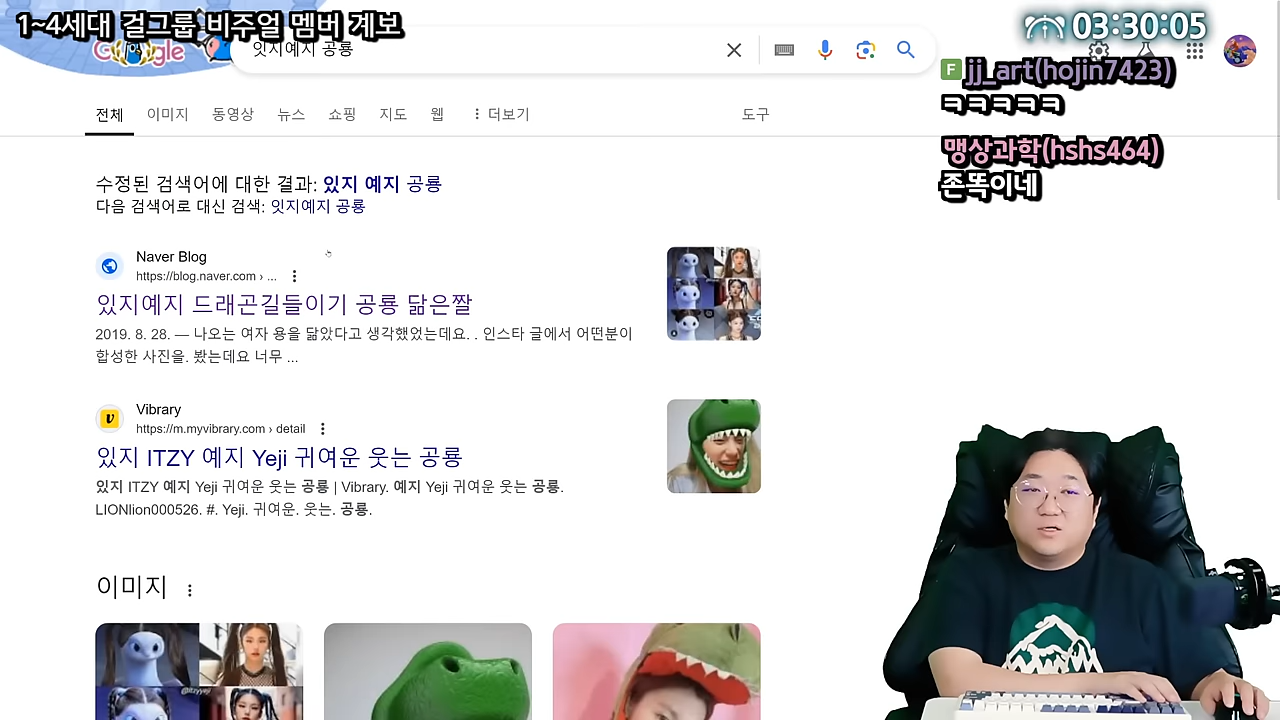 1~4세대 걸그룹 비주얼 멤버 계보
03:30:05
Google
잇지예지 공룡
F jj_art(hojin7423)
ㅋㅋㅋㅋㅋ
맹상과학(hshs464)
존똑이네
전체 이미지 동영상 뉴스 쇼핑 지도 웹 더보기 도구
수정된 검색어에 대한 결과: 있지 예지 공룡
다음 검색어로 대신 검색: 잇지예지 공룡
Naver Blog
https://blog.naver.com › ...
있지예지 드래곤길들이기 공룡 닮은짤
2019. 8. 28. — 나오는 여자 용을 닮았다고 생각했었는데요. . 인스타 글에서 어떤분이
합성한 사진을. 봤는데요 너무 ...
Vibrary
https://m.myvibrary.com › detail
있지 ITZY 예지 Yeji 귀여운 웃는 공룡
있지 ITZY 예지 Yeji 귀여운 웃는 공룡 | Vibrary. 예지 Yeji 귀여운 웃는 공룡.
LIONlion000526. #. Yeji. 귀여운. 웃는. 공룡.
이미지
@itzyyeji